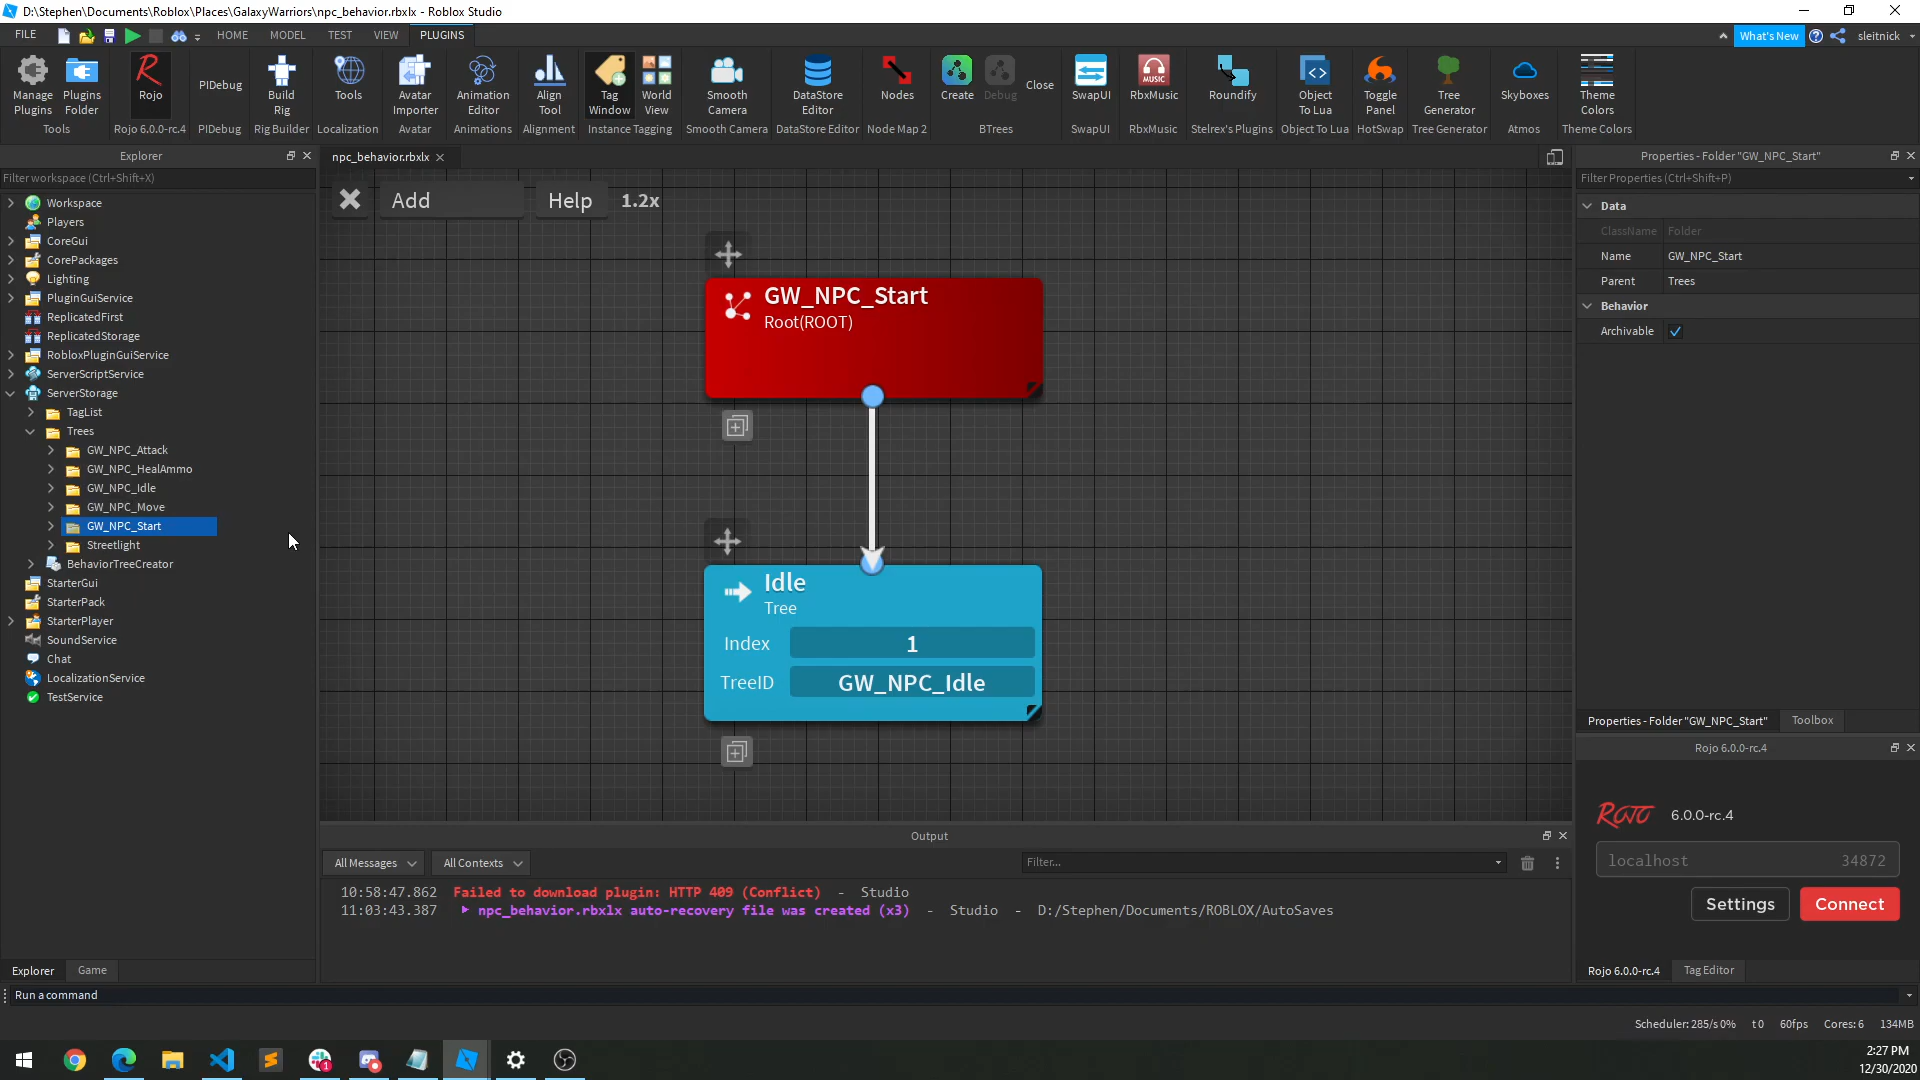 D:\Stephen\Documents\Roblox\Places\GalaxyWarriors\npc_behavior.rbxlx - Roblox Studio
FILE HOME MODEL TEST VIEW PLUGINS What's New sleitnick
Manage Plugins
Plugins Folder
Tools
Rojo
Rojo 6.0.0-rc.4
PIDebug
PIDebug
Build Rig
Rig Builder
Tools
Localization
Avatar Importer
Avatar
Animation Editor
Animations
Align Tool
Alignment
Tag Window
World View
Instance Tagging
Smooth Camera
Smooth Camera
DataStore Editor
DataStore Editor
Nodes
Node Map 2
Create
Debug
Close
BTrees
SwapUI
SwapUI
MUSIC
RbxMusic
RbxMusic
Roundify
Stelrex's Plugins
Object To Lua
Object To Lua
Toggle Panel
HotSwap
Tree Generator
Tree Generator
Skyboxes
Atmos
Theme Colors
Theme Colors
Explorer
Filter workspace (Ctrl+Shift+X)
Workspace
Players
CoreGui
CorePackages
Lighting
PluginGuiService
ReplicatedFirst
ReplicatedStorage
RobloxPluginGuiService
ServerScriptService
ServerStorage
TagList
Trees
GW_NPC_Attack
GW_NPC_HealAmmo
GW_NPC_Idle
GW_NPC_Move
GW_NPC_Start
Streetlight
BehaviorTreeCreator
StarterGui
StarterPack
StarterPlayer
SoundService
Chat
LocalizationService
TestService
Explorer
Game
npc_behavior.rbxlx
Add
Help
1.2x
GW_NPC_Start
Root(ROOT)
Idle
Tree
Index 1
TreeID GW_NPC_Idle
Output
All Messages
All Contexts
Filter...
10:58:47.862 Failed to download plugin: HTTP 409 (Conflict) - Studio
11:03:43.387 npc_behavior.rbxlx auto-recovery file was created (x3) - Studio - D:/Stephen/Documents/ROBLOX/AutoSaves
Properties - Folder "GW_NPC_Start"
Filter Properties (Ctrl+Shift+P)
Data
ClassName Folder
Name GW_NPC_Start
Parent Trees
Behavior
Archivable
Properties - Folder "GW_NPC_Start"
Toolbox
Rojo 6.0.0-rc.4
ROJO 6.0.0-rc.4
localhost 34872
Settings
Connect
Rojo 6.0.0-rc.4
Tag Editor
Run a command
Scheduler: 285/s 0% t 0 60fps Cores: 6 134MB
1
2:27 PM
12/30/2020